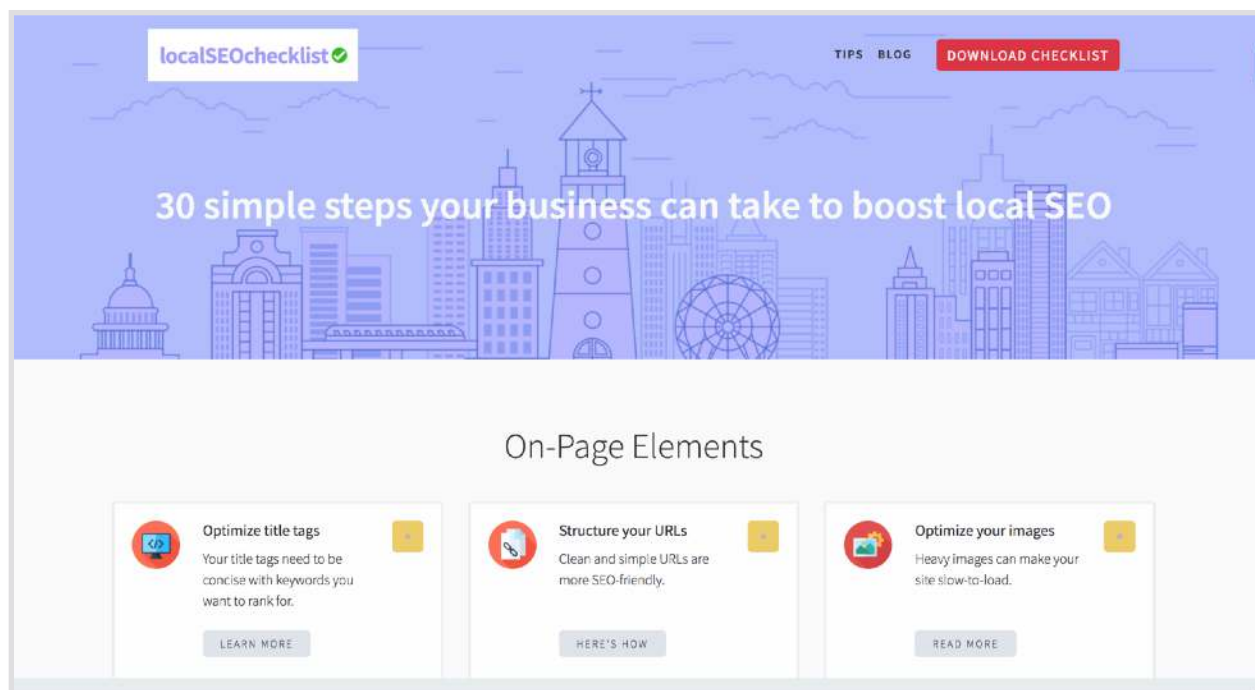 localSEOchecklist
TIPS BLOG DOWNLOAD CHECKLIST
30 simple steps your business can take to boost local SEO
On-Page Elements
Optimize title tags
Your title tags need to be
concise with keywords you
want to rank for.
LEARN MORE
Structure your URLs
Clean and simple URLs are
more SEO-friendly.
HERE'S HOW
Optimize your images
Heavy images can make your
site slow-to-load.
READ MORE